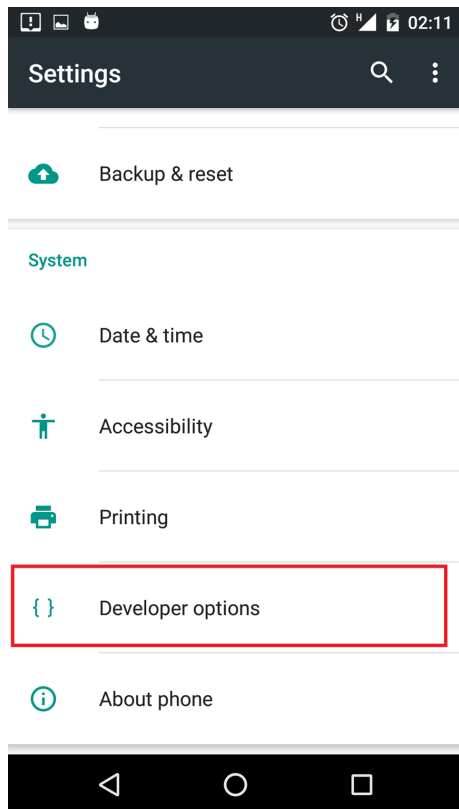 H 02:11
Settings
Backup & reset
System
Date & time
Accessibility
Printing
{ } Developer options
About phone